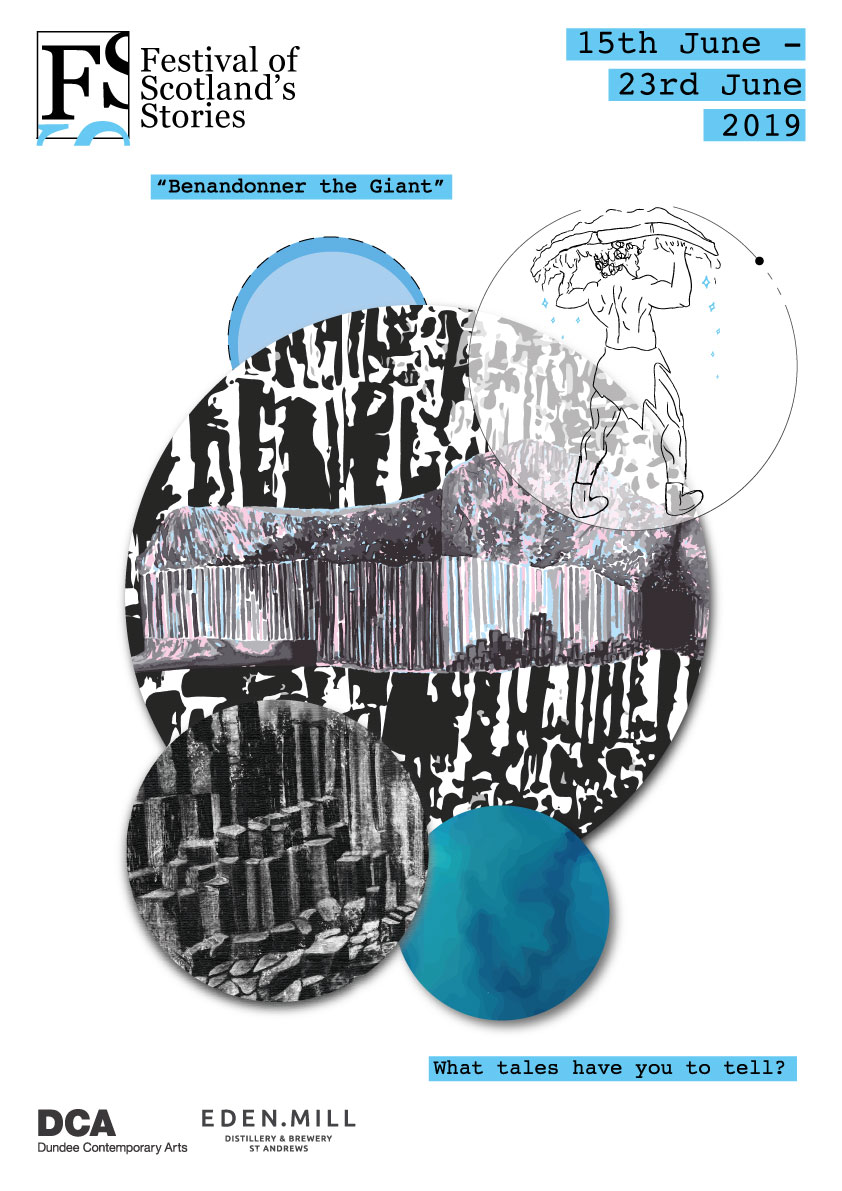 FS
Festival of
Scotland's
Stories
15th June –
23rd June
2019
“Benandonner the Giant”
What tales have you to tell?
DCA
Dundee Contemporary Arts
EDEN.MILL
DISTILLERY & BREWERY
ST ANDREWS